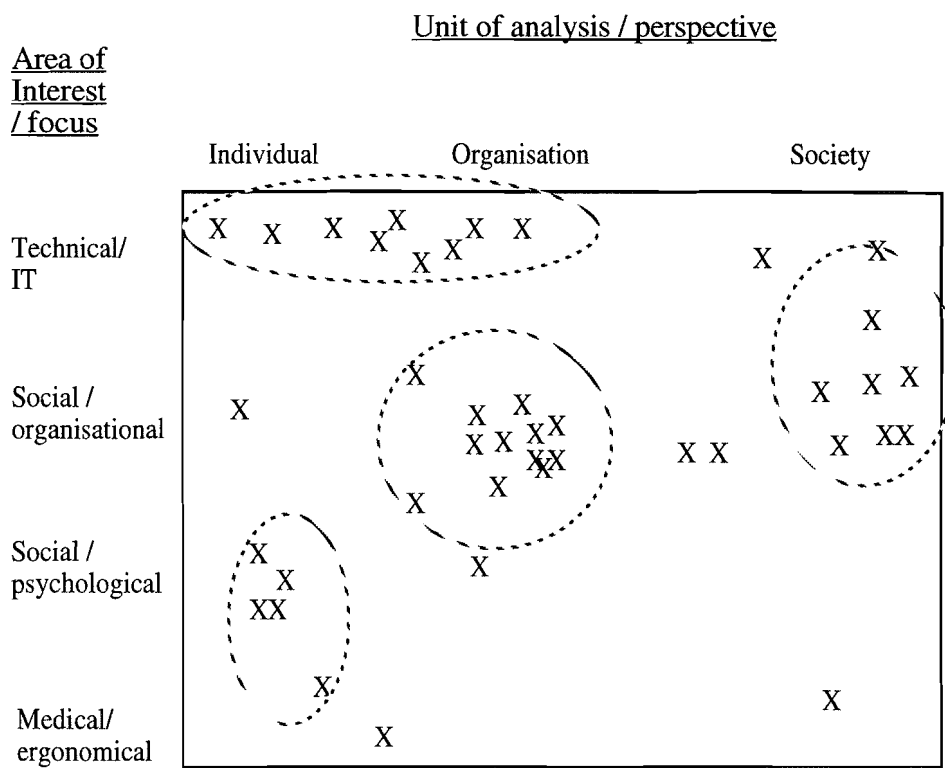 Unit of analysis / perspective
Area of
Interest
/ focus
Individual
Organisation
Society
Technical/
IT
Social /
organisational
Social /
psychological
Medical/
ergonomical